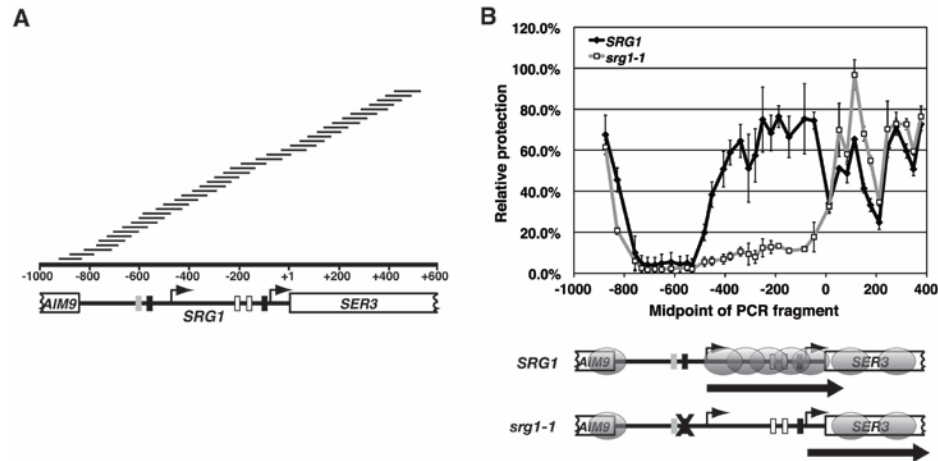 A
-1000 -800 -600 -400 -200 +1 +200 +400 +600
AIM9 SRG1 SER3
B
Relative protection
120.0%
100.0%
80.0%
60.0%
40.0%
20.0%
0.0%
SRG1
srg1-1
-1000 -800 -600 -400 -200 0 200 400
Midpoint of PCR fragment
SRG1 AIM9 SER3
srg1-1 AIM9 X SER3